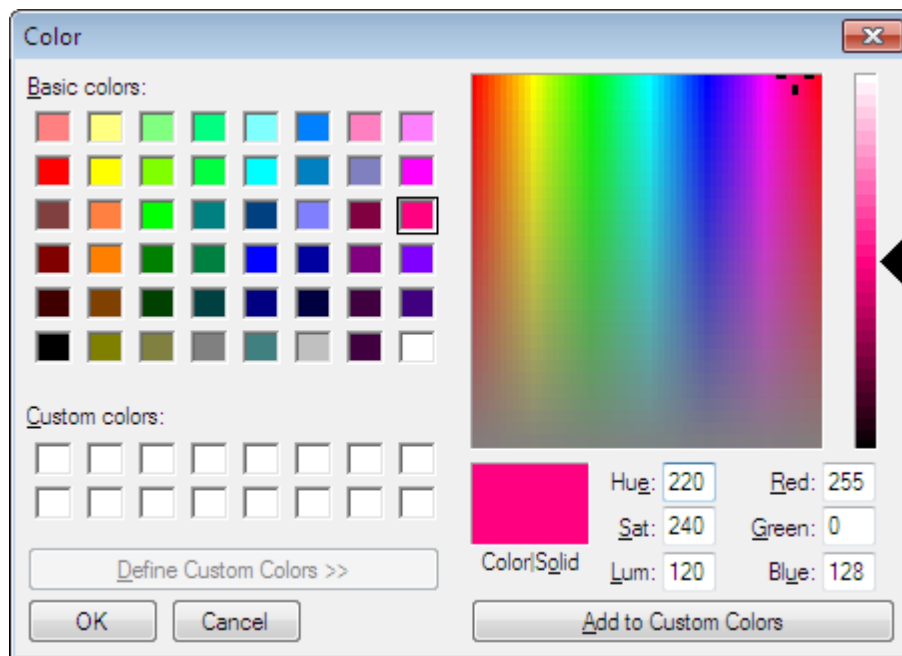 Color
Basic colors:
Custom colors:
Define Custom Colors >>
OK Cancel
Color|Solid
Hue: 220 Red: 255
Sat: 240 Green: 0
Lum: 120 Blue: 128
Add to Custom Colors